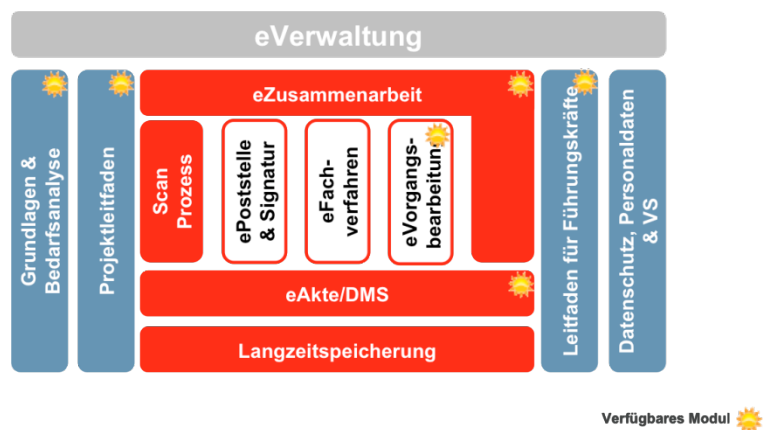 eVerwaltung
Grundlagen &
Bedarfsanalyse
Projektleitfaden
eZusammenarbeit
Scan
Prozess
ePoststelle
& Signatur
eFach-
verfahren
eVorgangs-
bearbeitung
eAkte/DMS
Langzeitspeicherung
Leitfaden für Führungskräfte
Datenschutz, Personaldaten
& VS
Verfügbares Modul